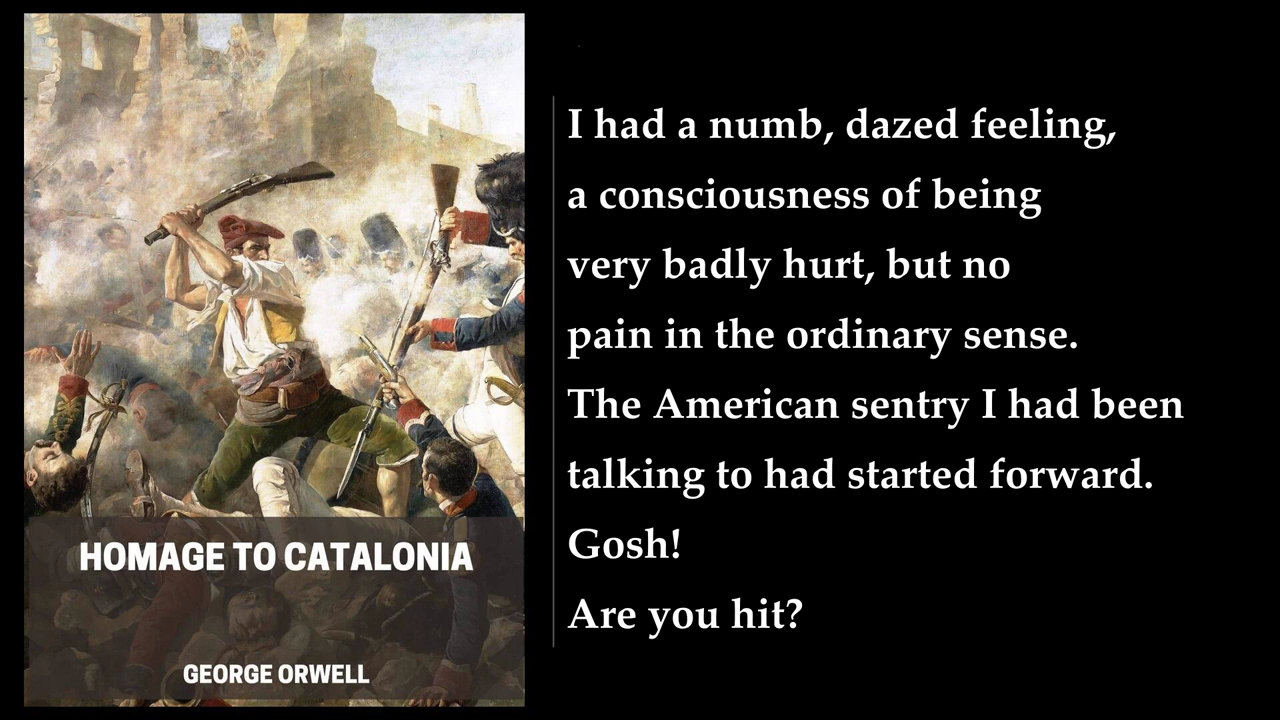 HOMAGE TO CATALONIA
GEORGE ORWELL
I had a numb, dazed feeling,
a consciousness of being
very badly hurt, but no
pain in the ordinary sense.
The American sentry I had been
talking to had started forward.
Gosh!
Are you hit?